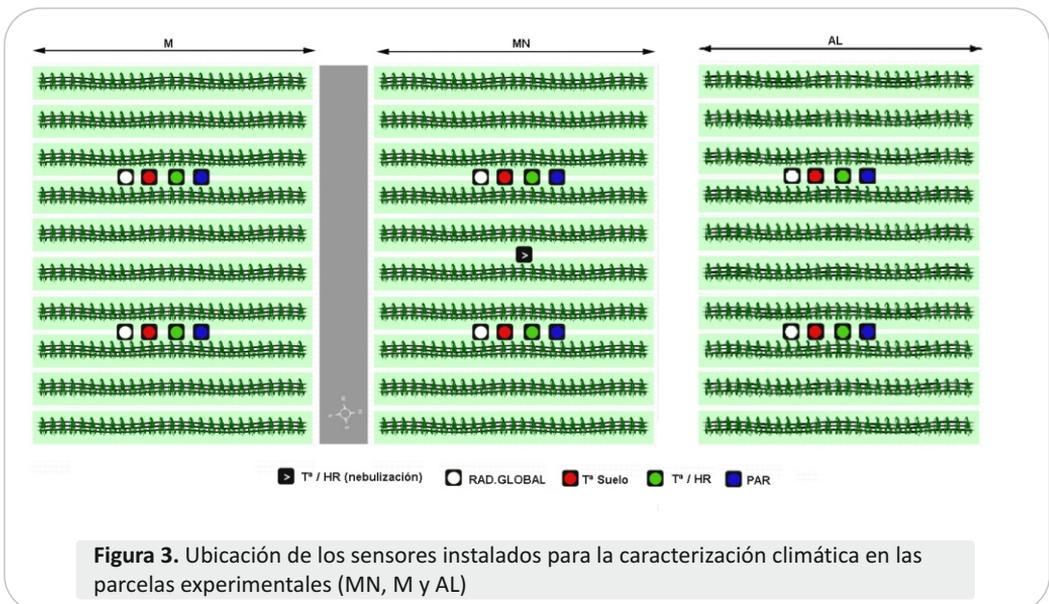 M
MN
AL
>
> Tª / HR (nebulización) RAD.GLOBAL Tª Suelo Tª / HR PAR
Figura 3. Ubicación de los sensores instalados para la caracterización climática en las
parcelas experimentales (MN, M y AL)